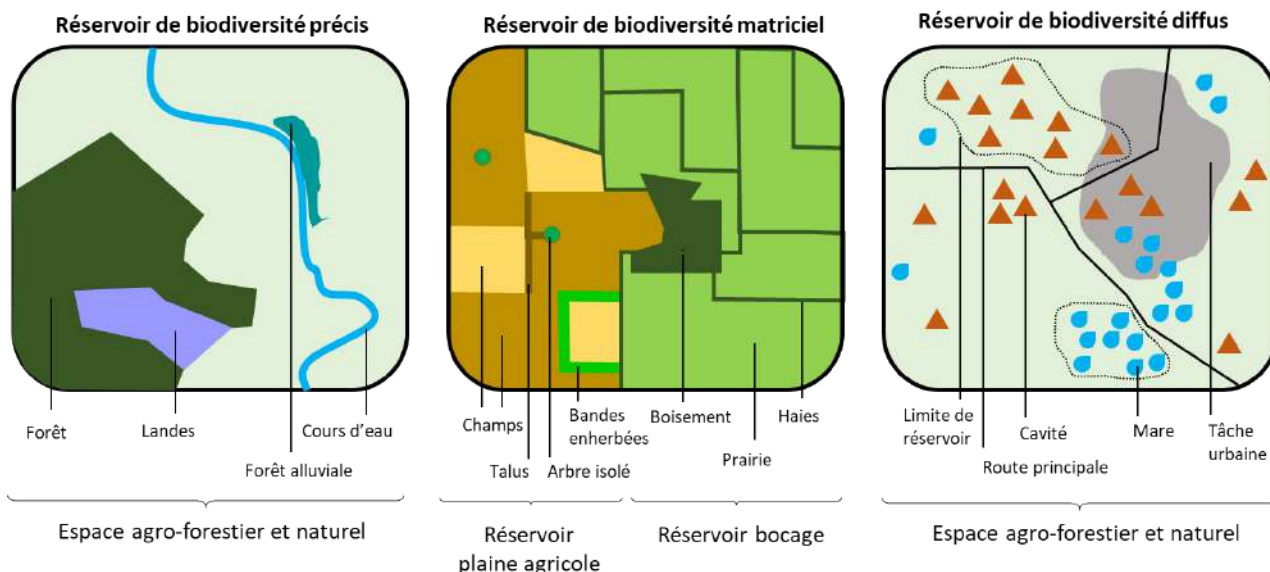 Réservoir de biodiversité précis
Réservoir de biodiversité matriciel
Réservoir de biodiversité diffus
Forêt
Landes
Cours d'eau
Forêt alluviale
Champs
Talus
Bandes
enherbées
Arbre isolé
Boisement
Prairie
Haies
Limite de
réservoir
Cavité
Route principale
Mare
Tâche
urbaine
Espace agro-forestier et naturel
Réservoir
plaine agricole
Réservoir bocage
Espace agro-forestier et naturel